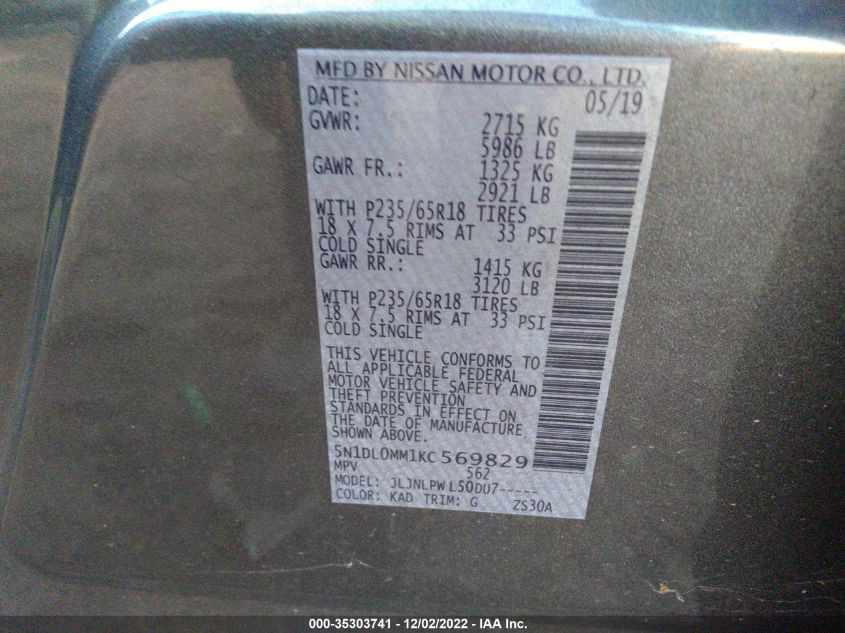 MFD BY NISSAN MOTOR CO., LTD.
DATE: 05/19
GVWR: 2715 KG
5986 LB
GAWR FR.: 1325 KG
2921 LB
WITH P235/65R18 TIRES
18 X 7.5 RIMS AT 33 PSI
COLD SINGLE
GAWR RR.: 1415 KG
3120 LB
WITH P235/65R18 TIRES
18 X 7.5 RIMS AT 33 PSI
COLD SINGLE
THIS VEHICLE CONFORMS TO
ALL APPLICABLE FEDERAL
MOTOR VEHICLE SAFETY AND
THEFT PREVENTION
STANDARDS IN EFFECT ON
THE DATE OF MANUFACTURE
SHOWN ABOVE.
5N1DL0MM1KC569829
MPV 562
MODEL: JLJNLPWL50DU7-----
COLOR: KAD TRIM: G ZS30A
000-35303741 - 12/02/2022 - IAA Inc.